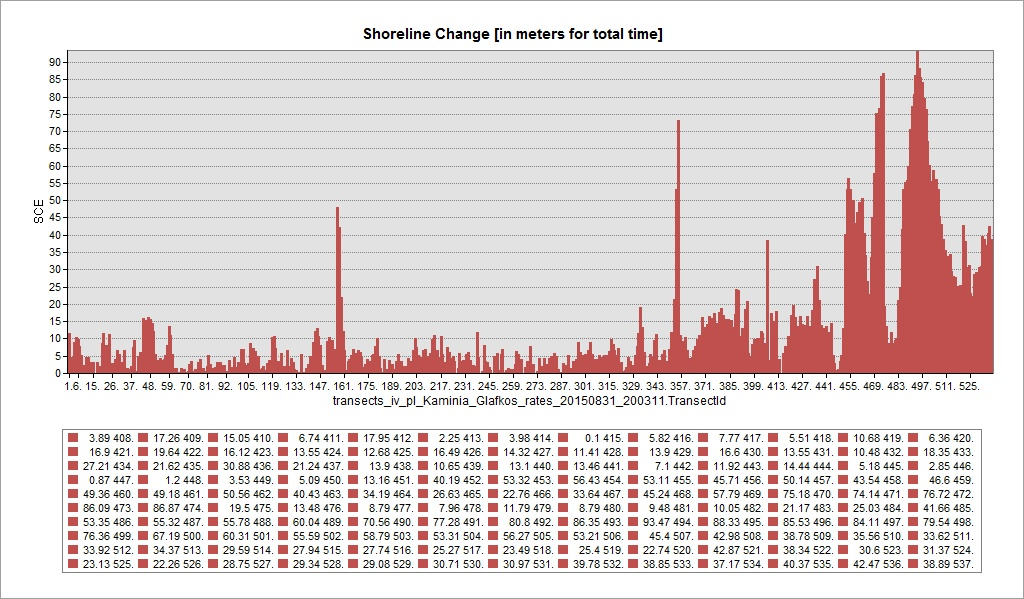 Shoreline Change [in meters for total time]
90
85
80
75
70
65
60
55
50
45
40
35
30
25
20
15
10
5
0
SCE
1.6. 15. 26. 37. 48. 59. 70. 81. 92. 105. 119. 133. 147. 161. 175. 189. 203. 217. 231. 245. 259. 273. 287. 301. 315. 329. 343. 357. 371. 385. 399. 413. 427. 441. 455. 469. 483. 497. 511. 525.
transects_iv_pl_Kaminia_Glafkos_rates_20150831_200311.TransectId
3.89 408. 17.26 409. 15.05 410. 6.74 411. 17.95 412. 2.25 413. 3.98 414. 0.1 415. 5.82 416. 7.77 417. 5.51 418. 10.68 419. 6.36 420.
16.9 421. 19.64 422. 16.12 423. 13.55 424. 12.68 425. 16.49 426. 14.32 427. 11.41 428. 13.9 429. 16.6 430. 13.55 431. 10.48 432. 18.35 433.
27.21 434. 21.62 435. 30.88 436. 21.24 437. 13.9 438. 10.65 439. 13.1 440. 13.46 441. 7.1 442. 11.92 443. 14.44 444. 5.18 445. 2.85 446.
0.87 447. 1.2 448. 3.53 449. 5.09 450. 13.16 451. 40.19 452. 53.32 453. 56.43 454. 53.11 455. 45.71 456. 50.14 457. 43.54 458. 46.6 459.
49.36 460. 49.18 461. 50.56 462. 40.43 463. 34.19 464. 26.63 465. 22.76 466. 33.64 467. 45.24 468. 57.79 469. 75.18 470. 74.14 471. 76.72 472.
86.09 473. 86.87 474. 19.5 475. 13.48 476. 8.79 477. 7.96 478. 11.79 479. 8.79 480. 9.48 481. 10.05 482. 21.17 483. 25.03 484. 41.66 485.
53.35 486. 55.32 487. 55.78 488. 60.04 489. 70.56 490. 77.28 491. 80.8 492. 86.35 493. 93.47 494. 88.33 495. 85.53 496. 84.11 497. 79.54 498.
76.36 499. 67.19 500. 60.31 501. 55.59 502. 58.79 503. 53.31 504. 56.27 505. 53.21 506. 45.4 507. 42.98 508. 38.78 509. 35.56 510. 33.62 511.
33.92 512. 34.37 513. 29.59 514. 27.94 515. 27.74 516. 25.27 517. 23.49 518. 25.4 519. 22.74 520. 42.87 521. 38.34 522. 30.6 523. 31.37 524.
23.13 525. 22.26 526. 28.75 527. 29.34 528. 29.08 529. 30.71 530. 30.97 531. 39.78 532. 38.85 533. 37.17 534. 40.37 535. 42.47 536. 38.89 537.